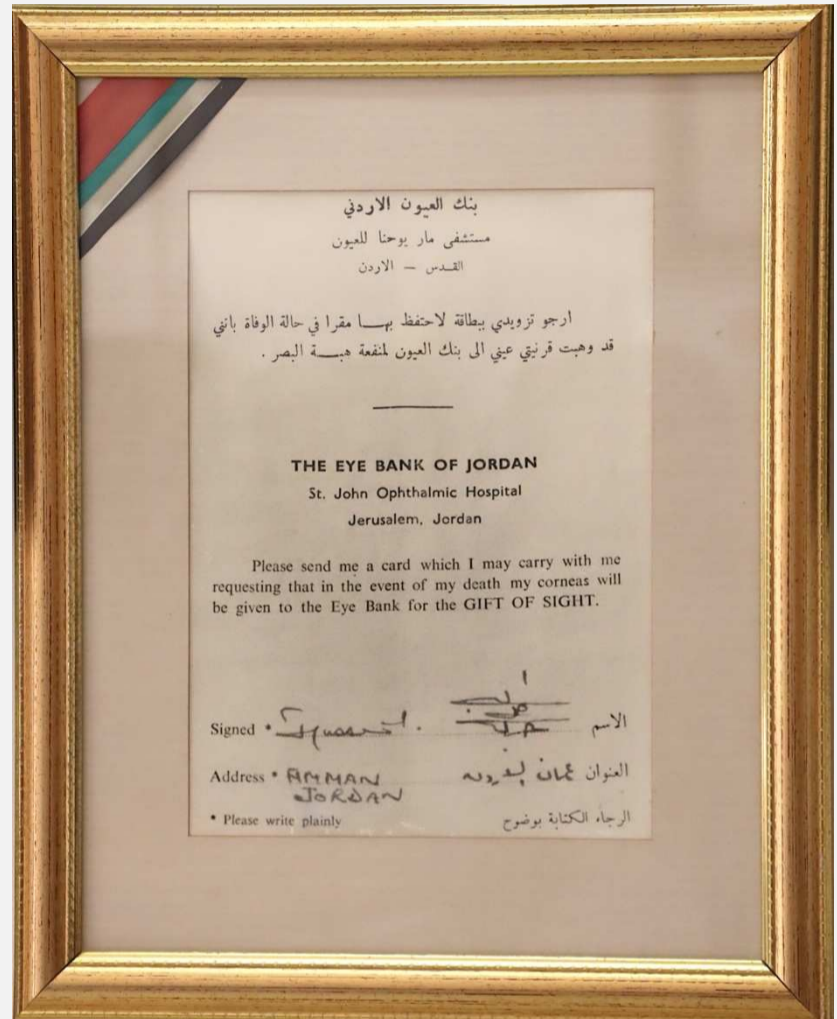 بنك العيون الاردني
مستشفى مار يوحنا للعيون
القدس — الاردن
ارجو تزويدي ببطاقة لاحتفظ بها مقرا في حالة الوفاة بانني
قد وهبت قرنيتي عيني الى بنك العيون لمنفعة هبة البصر .
THE EYE BANK OF JORDAN
St. John Ophthalmic Hospital
Jerusalem, Jordan
Please send me a card which I may carry with me
requesting that in the event of my death my corneas will
be given to the Eye Bank for the GIFT OF SIGHT.
Signed *
الاسم
Address * AMMAN
JORDAN
العنوان عمان
* Please write plainly
الرجاء الكتابة بوضوح